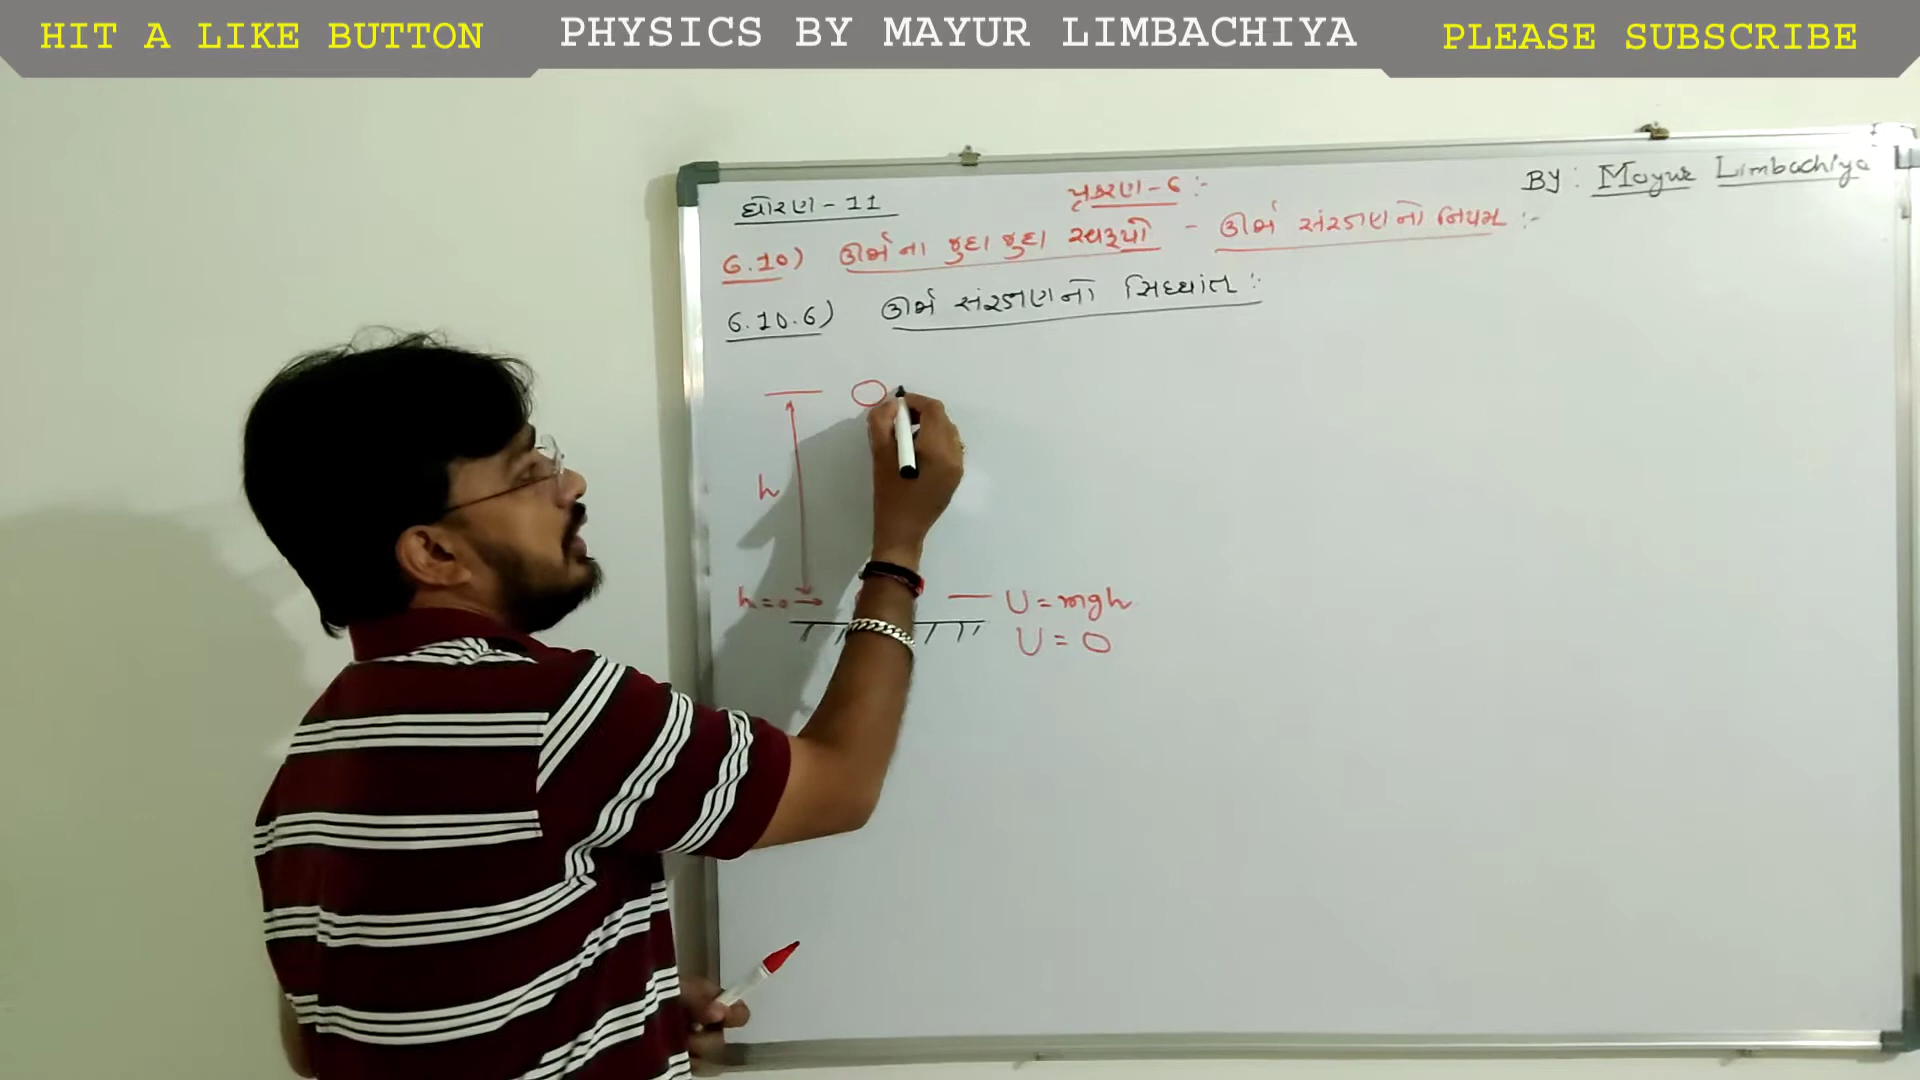 HIT A LIKE BUTTON
PHYSICS BY MAYUR LIMBACHIYA
PLEASE SUBSCRIBE
BY : Mayur Limbachiya
ધોરણ - 11
પ્રકરણ - 6 :-
6.10) ઊર્જાના જુદા જુદા સ્વરૂપો - ઊર્જા સંરક્ષણનો નિયમ :-
6.10.6) ઊર્જા સંરક્ષણનો સિધ્ધાંત :-
h
h = 0 →
U = mgh
U = 0